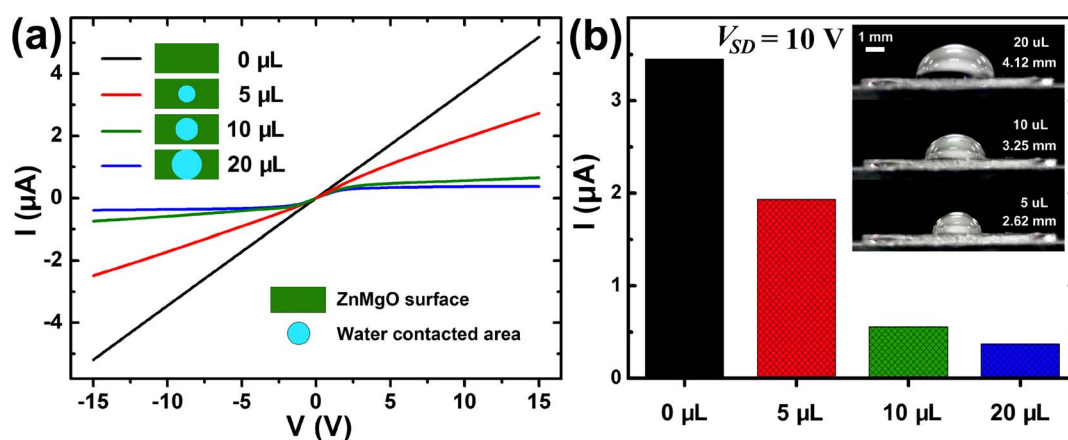 (a)
0 µL
5 µL
10 µL
20 µL
ZnMgO surface
Water contacted area
I (µA)
4
2
0
-2
-4
-15 -10 -5 0 5 10 15
V (V)
(b)
V_SD = 10 V
1 mm
20 uL
4.12 mm
10 uL
3.25 mm
5 uL
2.62 mm
I (µA)
3
2
1
0
0 µL 5 µL 10 µL 20 µL